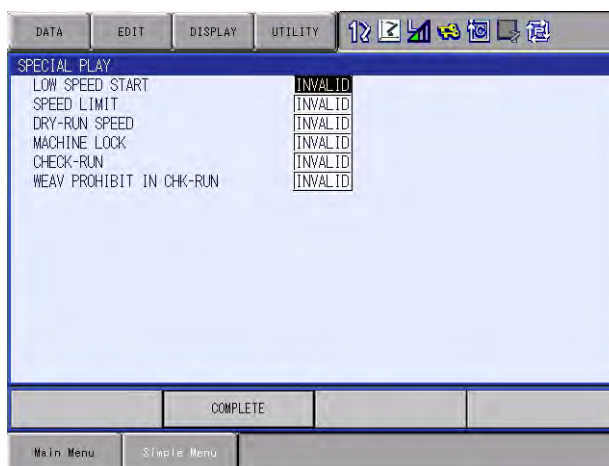 DATA EDIT DISPLAY UTILITY
SPECIAL PLAY
LOW SPEED START INVALID
SPEED LIMIT INVALID
DRY-RUN SPEED INVALID
MACHINE LOCK INVALID
CHECK-RUN INVALID
WEAV PROHIBIT IN CHK-RUN INVALID
COMPLETE
Main Menu Simple Menu